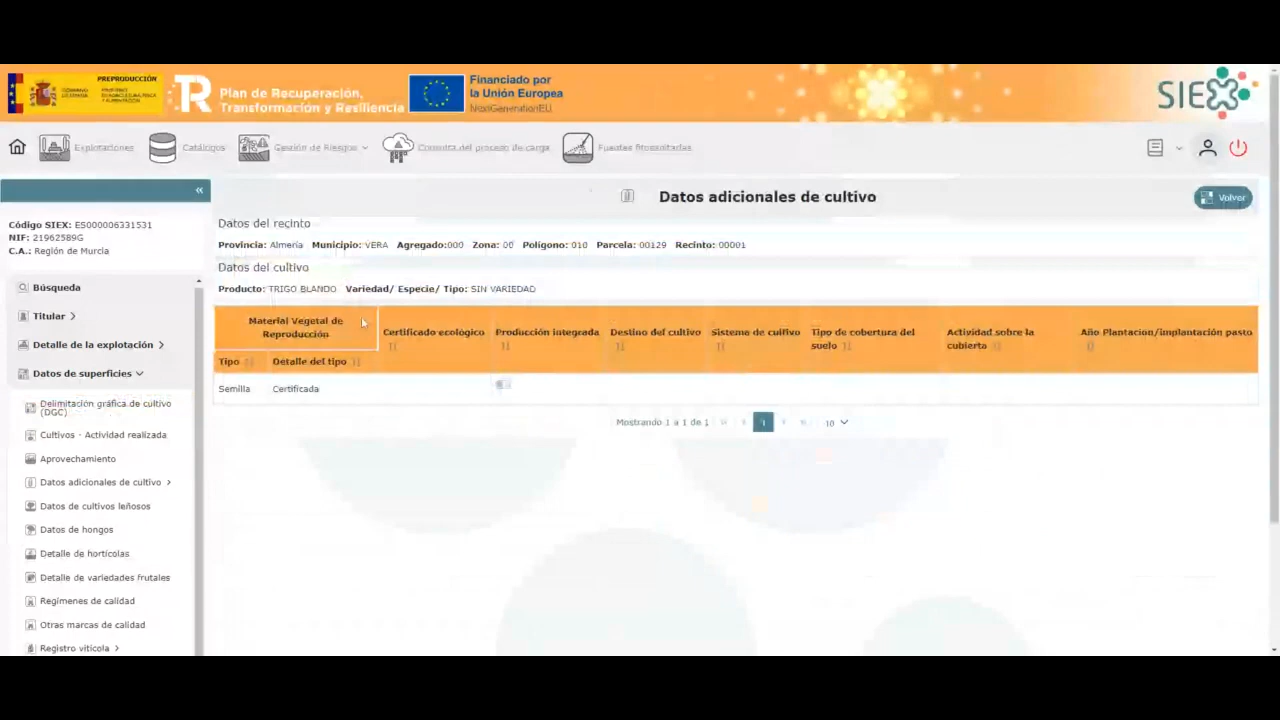 PREPRODUCCIÓN
Plan de Recuperación,
Transformación y Resiliencia
Financiado por
la Unión Europea
NextGenerationEU
SIEX
Explotaciones
Catálogos
Gestión de Riesgos
Consulta del proceso de carga
Fuentes fitosanitarias
«
Datos adicionales de cultivo
Volver
Código SIEX: ES000006331531
NIF: 21962589G
C.A.: Región de Murcia
Búsqueda
Titular >
Detalle de la explotación >
Datos de superficies
Delimitación gráfica de cultivo
(DGC)
Cultivos - Actividad realizada
Aprovechamiento
Datos adicionales de cultivo >
Datos de cultivos leñosos
Datos de hongos
Detalle de hortícolas
Detalle de variedades frutales
Regímenes de calidad
Otras marcas de calidad
Registro vitícola >
Datos del recinto
Provincia: Almería Municipio: VERA Agregado:000 Zona: 00 Polígono: 010 Parcela: 00129 Recinto: 00001
Datos del cultivo
Producto: TRIGO BLANDO Variedad/ Especie/ Tipo: SIN VARIEDAD
Material Vegetal de
Reproducción
Certificado ecológico
Producción integrada
Destino del cultivo
Sistema de cultivo
Tipo de cobertura del
suelo
Actividad sobre la
cubierta
Año Plantacion/implantación pasto
Tipo
Detalle del tipo
Semilla
Certificada
Mostrando 1 a 1 de 1
1
10